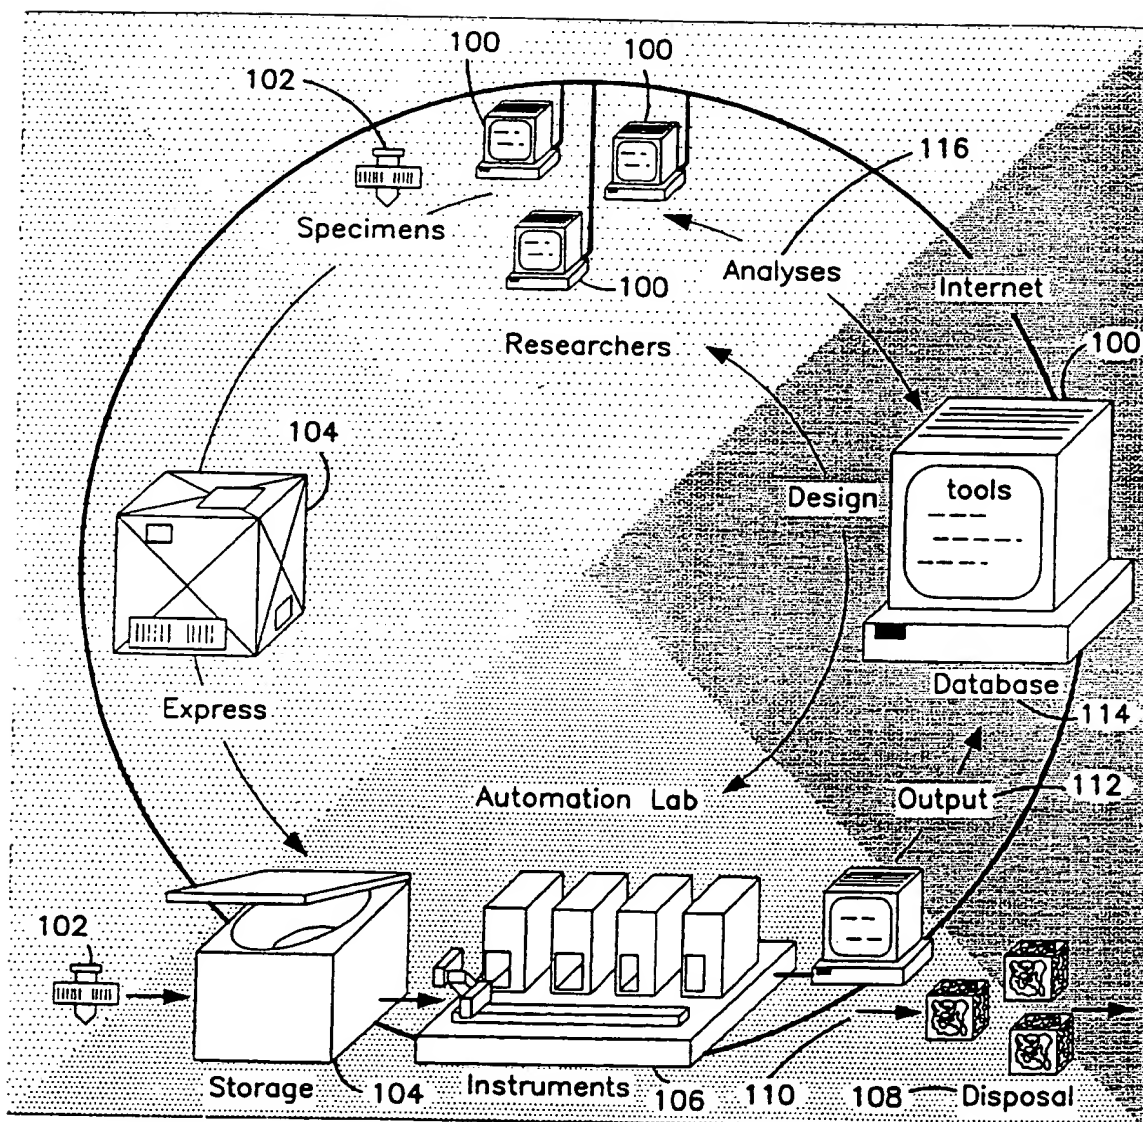 100
100
102
116
Specimens
Analyses
Internet
100
Researchers
100
104
tools
Design
Express
Database
114
Automation Lab
Output
112
102
Storage
104
Instruments
106
110
108
Disposal